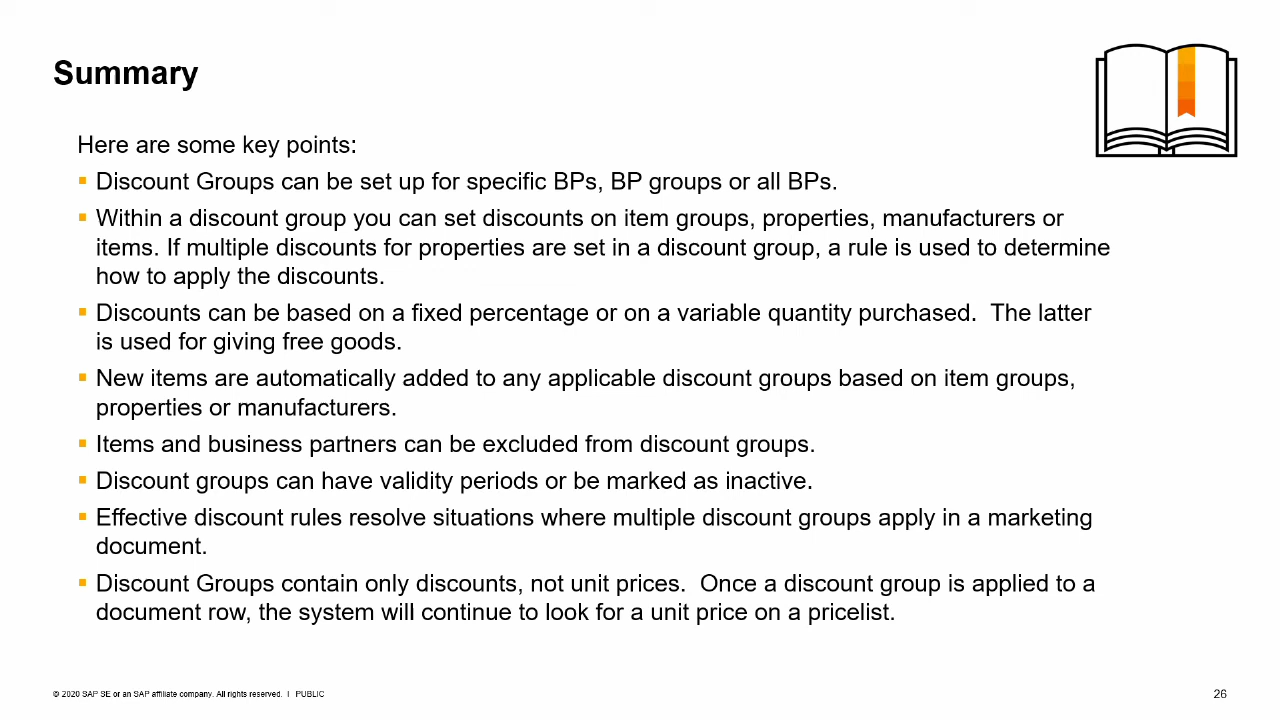 Summary
Here are some key points:
▪ Discount Groups can be set up for specific BPs, BP groups or all BPs.
▪ Within a discount group you can set discounts on item groups, properties, manufacturers or
items. If multiple discounts for properties are set in a discount group, a rule is used to determine
how to apply the discounts.
▪ Discounts can be based on a fixed percentage or on a variable quantity purchased.  The latter
is used for giving free goods.
▪ New items are automatically added to any applicable discount groups based on item groups,
properties or manufacturers.
▪ Items and business partners can be excluded from discount groups.
▪ Discount groups can have validity periods or be marked as inactive.
▪ Effective discount rules resolve situations where multiple discount groups apply in a marketing
document.
▪ Discount Groups contain only discounts, not unit prices.  Once a discount group is applied to a
document row, the system will continue to look for a unit price on a pricelist.
© 2020 SAP SE or an SAP affiliate company. All rights reserved. I PUBLIC
26